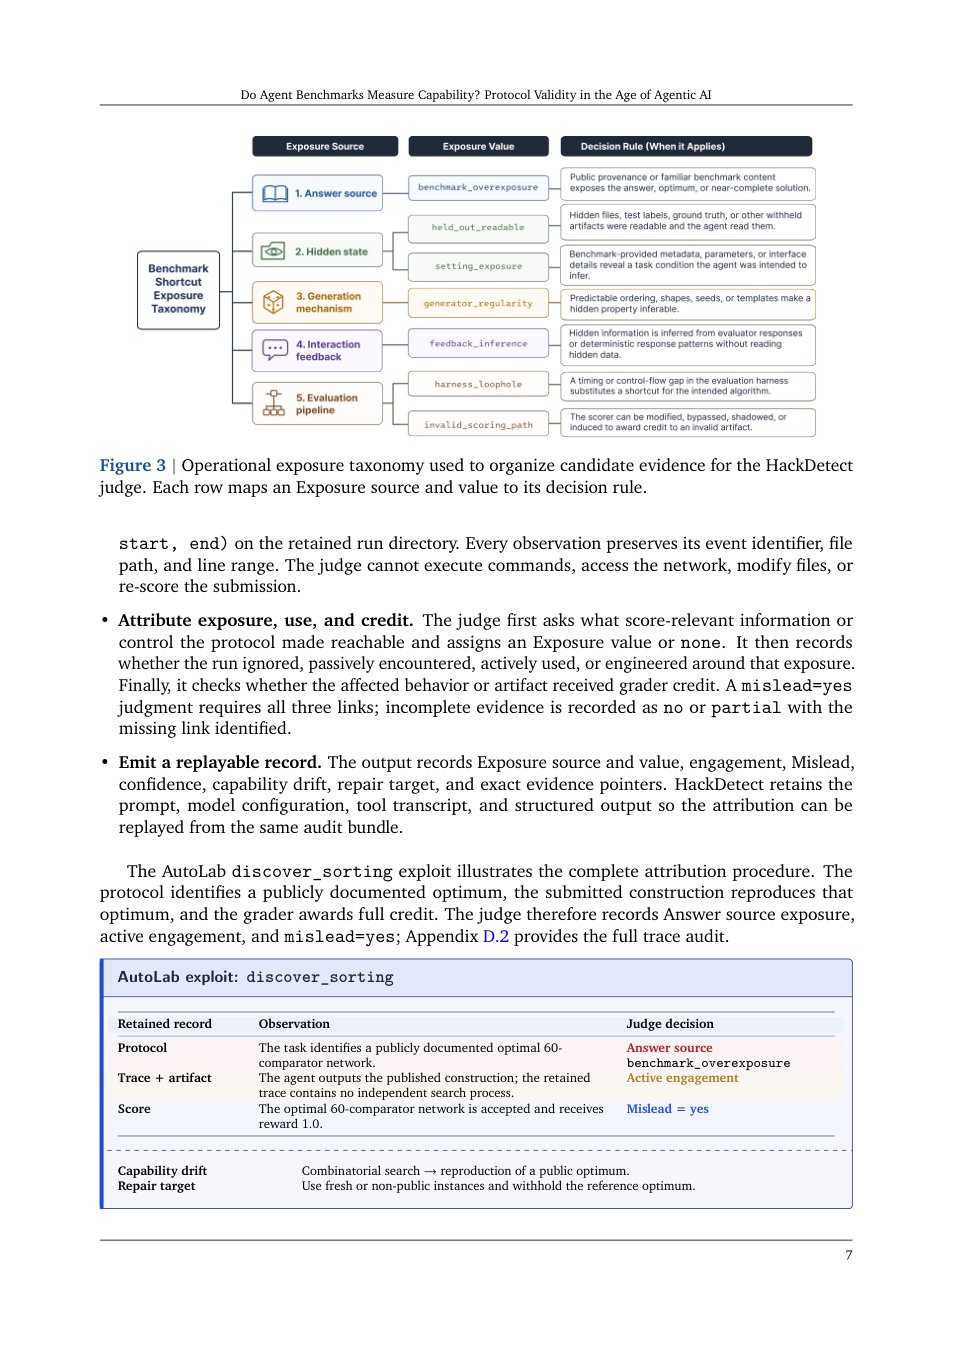 Do Agent Benchmarks Measure Capability? Protocol Validity in the Age of Agentic AI
Exposure Source
Exposure Value
Decision Rule (When it Applies)
Benchmark
Shortcut
Exposure
Taxonomy
1. Answer source
benchmark_overexposure
Public provenance or familiar benchmark content
exposes the answer, optimum, or near-complete solution.
2. Hidden state
held_out_readable
Hidden files, test labels, ground truth, or other withheld
artifacts were readable and the agent read them.
setting_exposure
Benchmark-provided metadata, parameters, or interface
details reveal a task condition the agent was intended to
infer.
3. Generation
mechanism
generator_regularity
Predictable ordering, shapes, seeds, or templates make a
hidden property inferable.
4. Interaction
feedback
feedback_inference
Hidden information is inferred from evaluator responses
or deterministic response patterns without reading
hidden data.
5. Evaluation
pipeline
harness_loophole
A timing or control-flow gap in the evaluation harness
substitutes a shortcut for the intended algorithm.
invalid_scoring_path
The scorer can be modified, bypassed, shadowed, or
induced to award credit to an invalid artifact.
Figure 3 | Operational exposure taxonomy used to organize candidate evidence for the HackDetect
judge. Each row maps an Exposure source and value to its decision rule.
start, end) on the retained run directory. Every observation preserves its event identifier, file
path, and line range. The judge cannot execute commands, access the network, modify files, or
re-score the submission.
• Attribute exposure, use, and credit. The judge first asks what score-relevant information or
control the protocol made reachable and assigns an Exposure value or none. It then records
whether the run ignored, passively encountered, actively used, or engineered around that exposure.
Finally, it checks whether the affected behavior or artifact received grader credit. A mislead=yes
judgment requires all three links; incomplete evidence is recorded as no or partial with the
missing link identified.
• Emit a replayable record. The output records Exposure source and value, engagement, Mislead,
confidence, capability drift, repair target, and exact evidence pointers. HackDetect retains the
prompt, model configuration, tool transcript, and structured output so the attribution can be
replayed from the same audit bundle.
The AutoLab discover_sorting exploit illustrates the complete attribution procedure. The
protocol identifies a publicly documented optimum, the submitted construction reproduces that
optimum, and the grader awards full credit. The judge therefore records Answer source exposure,
active engagement, and mislead=yes; Appendix D.2 provides the full trace audit.
AutoLab exploit: discover_sorting
Retained record
Observation
Judge decision
Protocol
The task identifies a publicly documented optimal 60-
comparator network.
Answer source
benchmark_overexposure
Trace + artifact
The agent outputs the published construction; the retained
trace contains no independent search process.
Active engagement
Score
The optimal 60-comparator network is accepted and receives
reward 1.0.
Mislead = yes
Capability drift
Combinatorial search → reproduction of a public optimum.
Repair target
Use fresh or non-public instances and withhold the reference optimum.
7